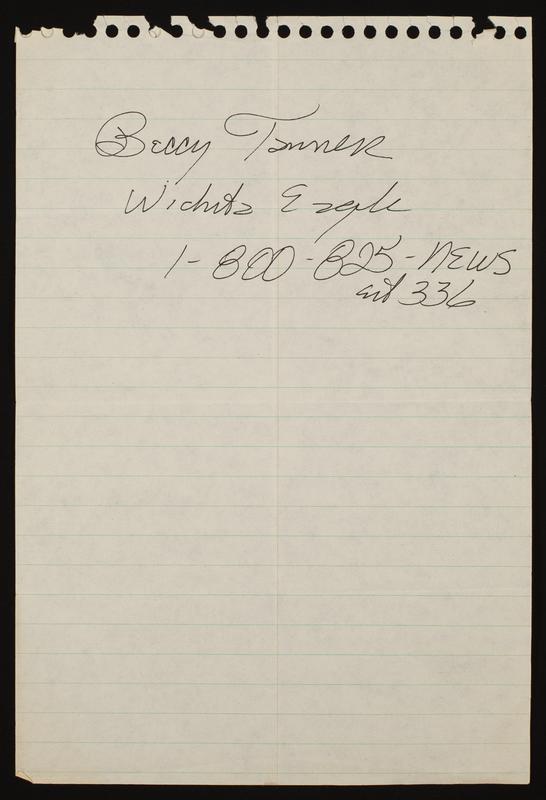 Beccy Tanner
Wichita Eagle
1-800-825-NEWS
ext 336